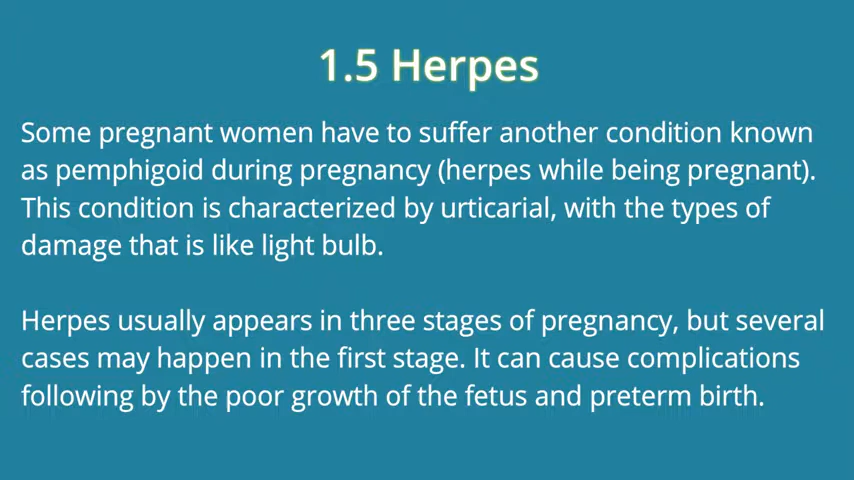 1.5 Herpes
Some pregnant women have to suffer another condition known
as pemphigoid during pregnancy (herpes while being pregnant).
This condition is characterized by urticarial, with the types of
damage that is like light bulb.
Herpes usually appears in three stages of pregnancy, but several
cases may happen in the first stage. It can cause complications
following by the poor growth of the fetus and preterm birth.